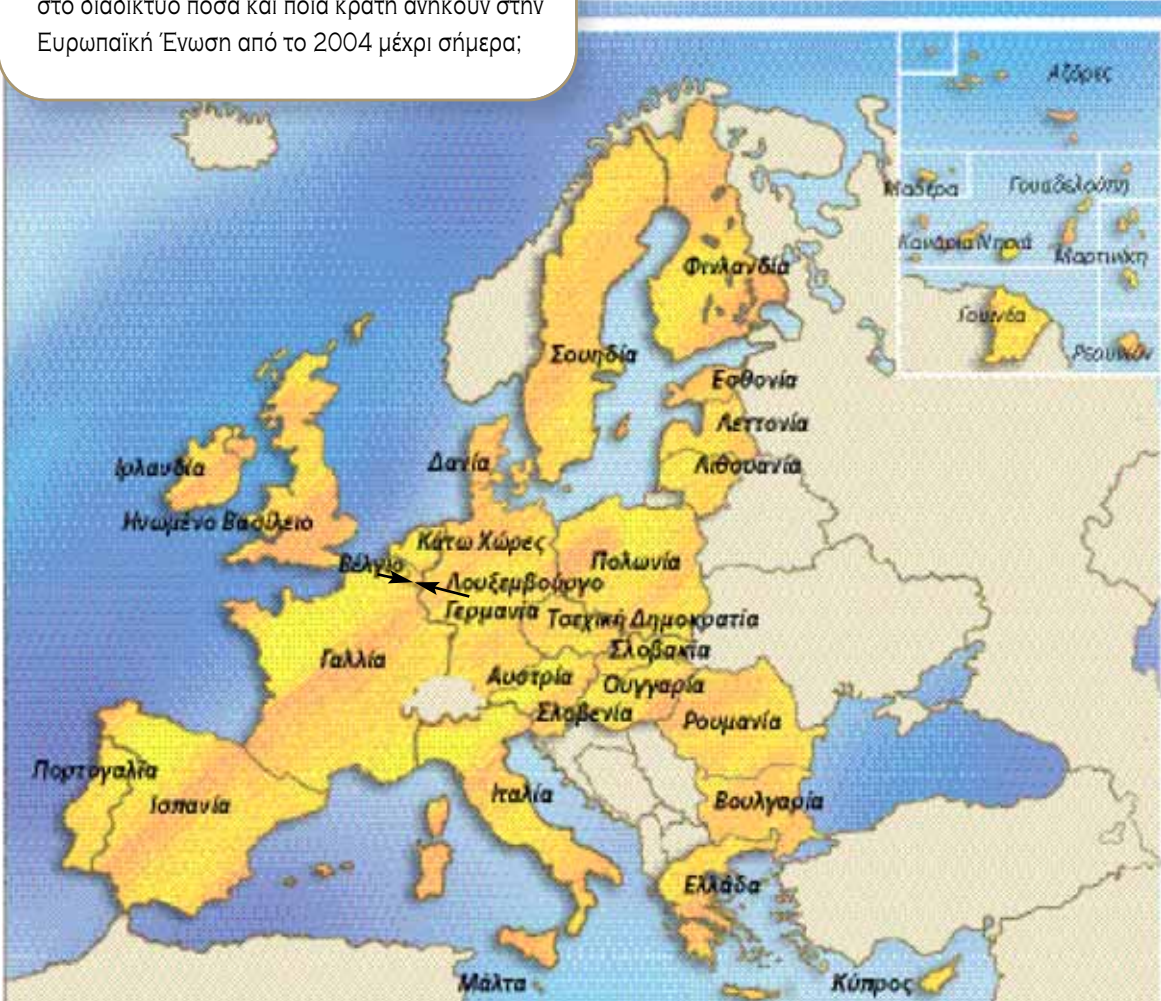 στο διαδίκτυο πόσα και ποια κράτη ανήκουν στην
Ευρωπαϊκή Ένωση από το 2004 μέχρι σήμερα;
Αζόρες
Μαδέρα
Γουαδελούπη
Κανάρια Νησιά
Μαρτινίκη
Γουινέα
Ρεουνιόν
Φινλανδία
Σουηδία
Εσθονία
Λεττονία
Λιθουανία
Δανία
Ιρλανδία
Ηνωμένο Βασίλειο
Κάτω Χώρες
Βέλγιο
Πολωνία
Λουξεμβούργο
Γερμανία
Τσεχική Δημοκρατία
Σλοβακία
Γαλλία
Αυστρία
Ουγγαρία
Σλοβενία
Ρουμανία
Πορτογαλία
Ισπανία
Ιταλία
Βουλγαρία
Ελλάδα
Μάλτα
Κύπρος